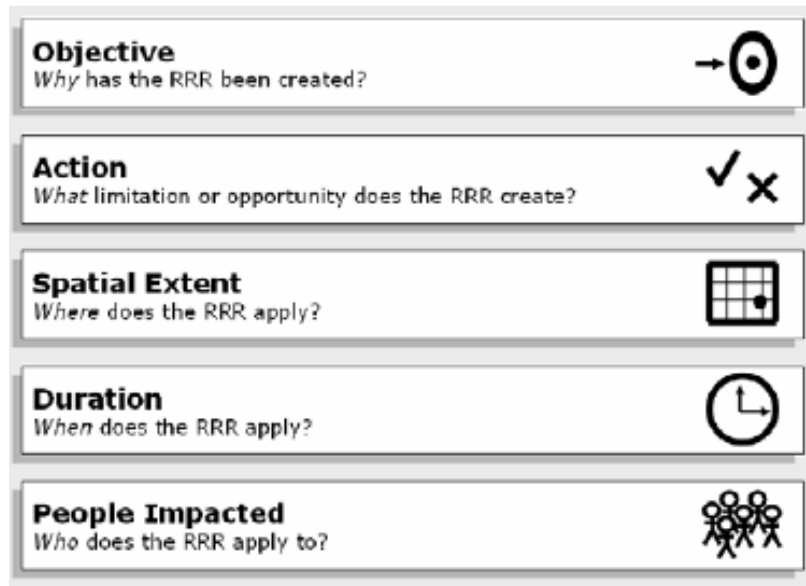 Objective
Why has the RRR been created?
Action
What limitation or opportunity does the RRR create?
Spatial Extent
Where does the RRR apply?
Duration
When does the RRR apply?
People Impacted
Who does the RRR apply to?